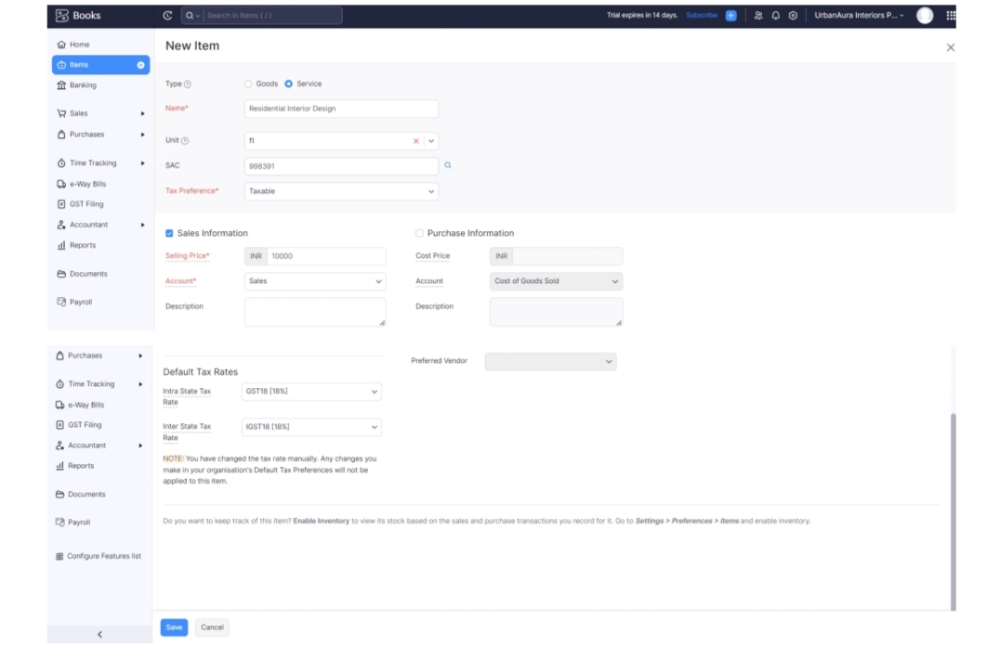 Books
Search in Items ( / )
Trial expires in 14 days. Subscribe
UrbanAura Interiors P...
Home
New Item
Items
Banking
Type
Goods Service
Name*
Residential Interior Design
Sales
Purchases
Unit
ft
Time Tracking
SAC
998391
e-Way Bills
Tax Preference*
Taxable
GST Filing
Accountant
Sales Information
Purchase Information
Reports
Selling Price*
INR 10000
Cost Price
INR
Documents
Account*
Sales
Account
Cost of Goods Sold
Payroll
Description
Description
Purchases
Preferred Vendor
Default Tax Rates
Time Tracking
Intra State Tax
Rate
GST18 [18%]
e-Way Bills
GST Filing
Inter State Tax
Rate
IGST18 [18%]
Accountant
Reports
NOTE: You have changed the tax rate manually. Any changes you
make in your organisation's Default Tax Preferences will not be
applied to this item.
Documents
Payroll
Do you want to keep track of this item? Enable Inventory to view its stock based on the sales and purchase transactions you record for it. Go to Settings > Preferences > Items and enable inventory.
Configure Features list
Save
Cancel